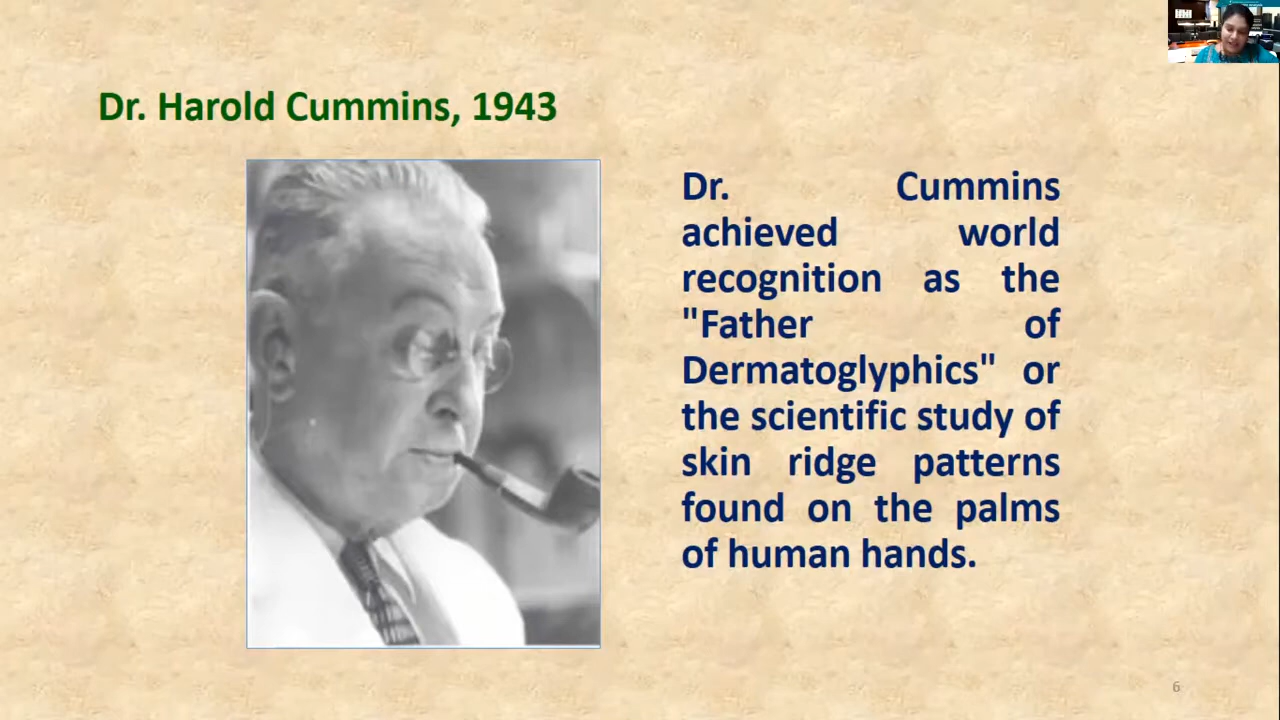 Dr. Harold Cummins, 1943
Dr. Cummins
achieved world
recognition as the
"Father of
Dermatoglyphics" or
the scientific study of
skin ridge patterns
found on the palms
of human hands.
6